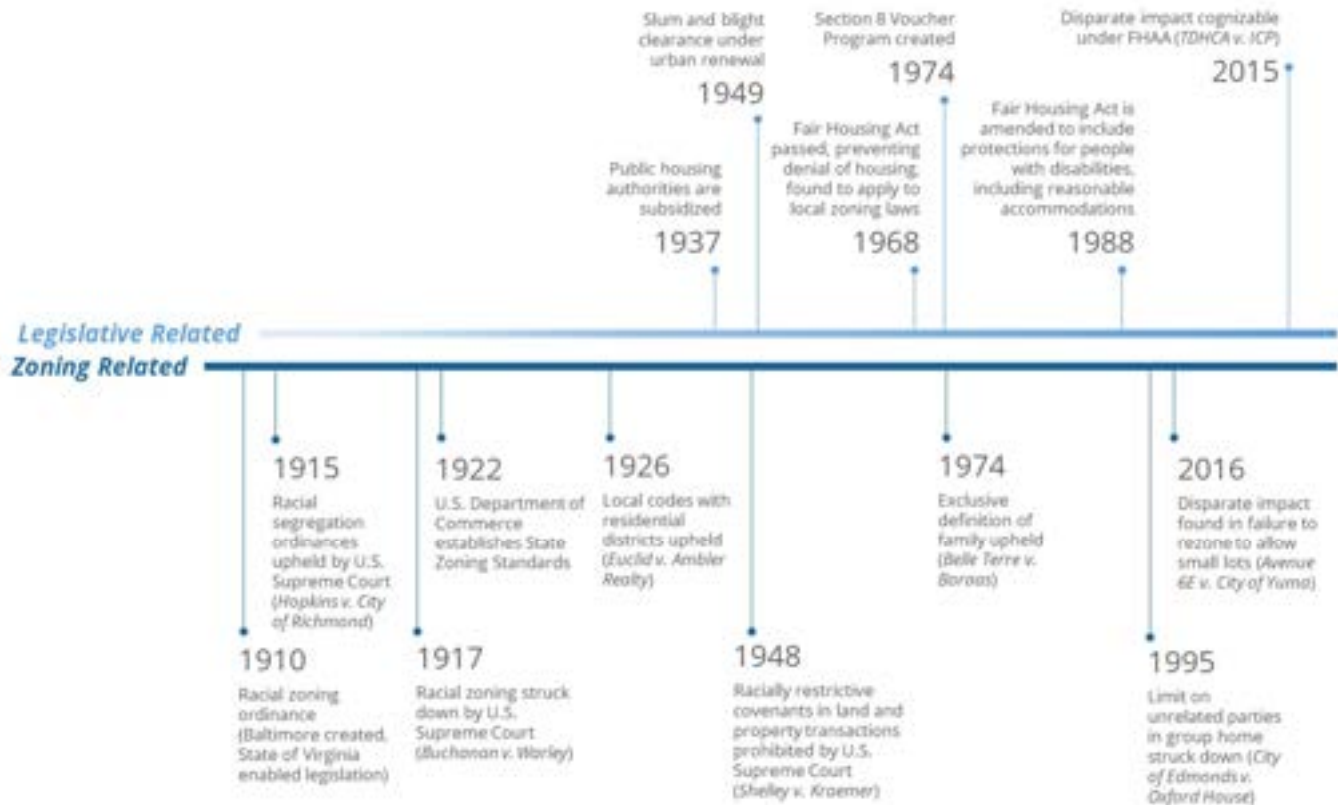 Slum and blight
clearance under
urban renewal
1949
Section 8 Voucher
Program created
1974
Disparate impact cognizable
under FHAA (TDHCA v. ICP)
2015
Public housing
authorities are
subsidized
1937
Fair Housing Act
passed, preventing
denial of housing,
found to apply to
local zoning laws
1968
Fair Housing Act is
amended to include
protections for people
with disabilities,
including reasonable
accommodations
1988
Legislative Related
Zoning Related
1915
Racial
segregation
ordinances
upheld by U.S.
Supreme Court
(Hopkins v. City
of Richmond)
1922
U.S. Department of
Commerce
establishes State
Zoning Standards
1926
Local codes with
residential
districts upheld
(Euclid v. Ambler
Realty)
1974
Exclusive
definition of
family upheld
(Belle Terre v.
Boraas)
2016
Disparate impact
found in failure to
rezone to allow
small lots (Avenue
6E v. City of Yuma)
1910
Racial zoning
ordinance
(Baltimore created,
State of Virginia
enabled legislation)
1917
Racial zoning struck
down by U.S.
Supreme Court
(Buchanan v. Warley)
1948
Racially restrictive
covenants in land and
property transactions
prohibited by U.S.
Supreme Court
(Shelley v. Kraemer)
1995
Limit on
unrelated parties
in group home
struck down (City
of Edmonds v.
Oxford House)